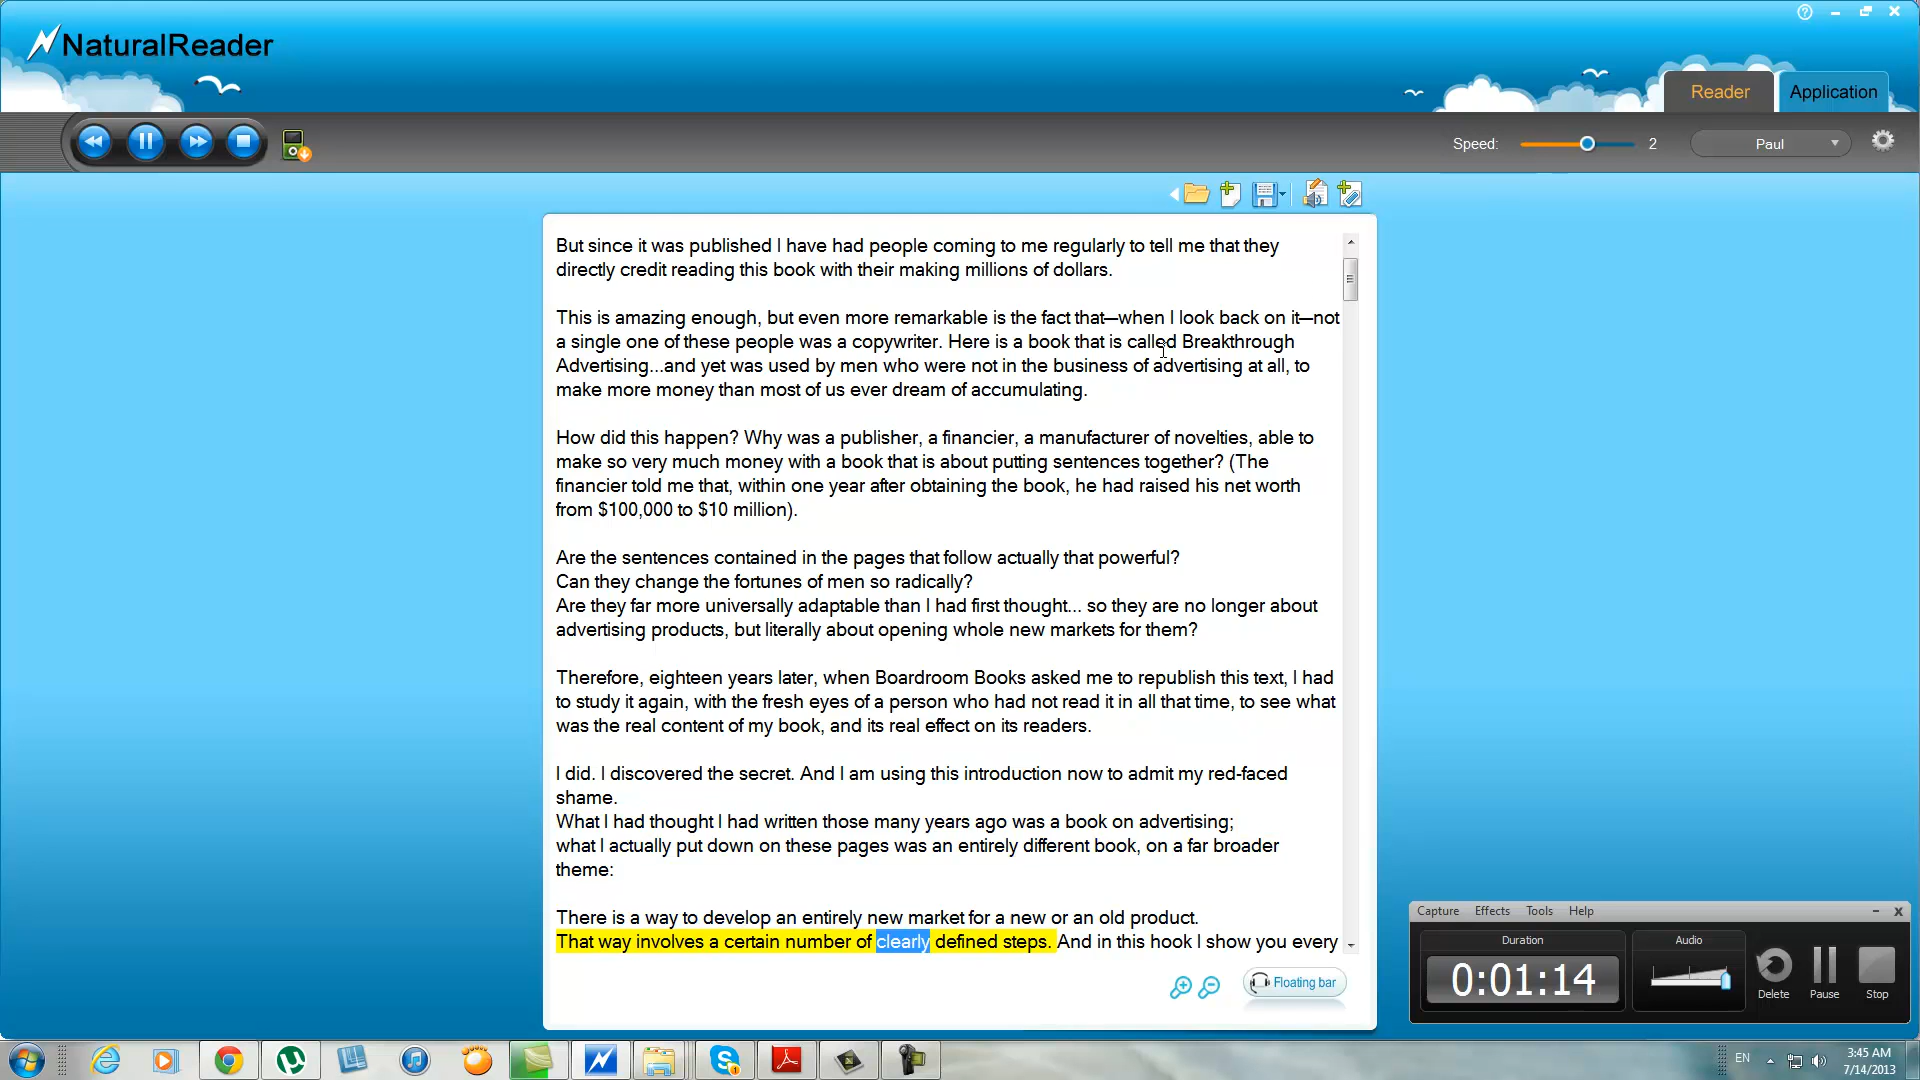 NaturalReader
Reader
Application
Speed:
2
Paul
But since it was published I have had people coming to me regularly to tell me that they
directly credit reading this book with their making millions of dollars.
This is amazing enough, but even more remarkable is the fact that—when I look back on it—not
a single one of these people was a copywriter. Here is a book that is called Breakthrough
Advertising...and yet was used by men who were not in the business of advertising at all, to
make more money than most of us ever dream of accumulating.
How did this happen? Why was a publisher, a financier, a manufacturer of novelties, able to
make so very much money with a book that is about putting sentences together? (The
financier told me that, within one year after obtaining the book, he had raised his net worth
from $100,000 to $10 million).
Are the sentences contained in the pages that follow actually that powerful?
Can they change the fortunes of men so radically?
Are they far more universally adaptable than I had first thought... so they are no longer about
advertising products, but literally about opening whole new markets for them?
Therefore, eighteen years later, when Boardroom Books asked me to republish this text, I had
to study it again, with the fresh eyes of a person who had not read it in all that time, to see what
was the real content of my book, and its real effect on its readers.
I did. I discovered the secret. And I am using this introduction now to admit my red-faced
shame.
What I had thought I had written those many years ago was a book on advertising;
what I actually put down on these pages was an entirely different book, on a far broader
theme:
There is a way to develop an entirely new market for a new or an old product.
That way involves a certain number of clearly defined steps. And in this hook I show you every
Floating bar
Capture Effects Tools Help
Duration
0:01:14
Audio
Delete
Pause
Stop
EN
3:45 AM
7/14/2013